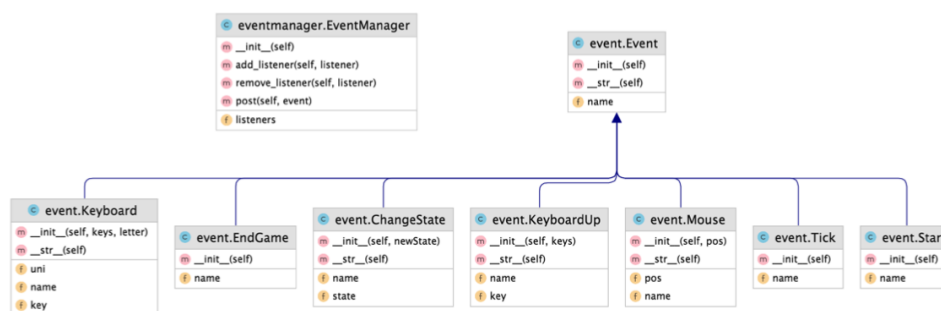 eventmanager.EventManager
__init__(self)
add_listener(self, listener)
remove_listener(self, listener)
post(self, event)
listeners
event.Event
__init__(self)
__str__(self)
name
event.Keyboard
__init__(self, keys, letter)
__str__(self)
uni
name
key
event.EndGame
__init__(self)
name
event.ChangeState
__init__(self, newState)
__str__(self)
name
state
event.KeyboardUp
__init__(self, keys)
__str__(self)
name
key
event.Mouse
__init__(self, pos)
__str__(self)
pos
name
event.Tick
__init__(self)
name
event.Star
__init__(self)
name